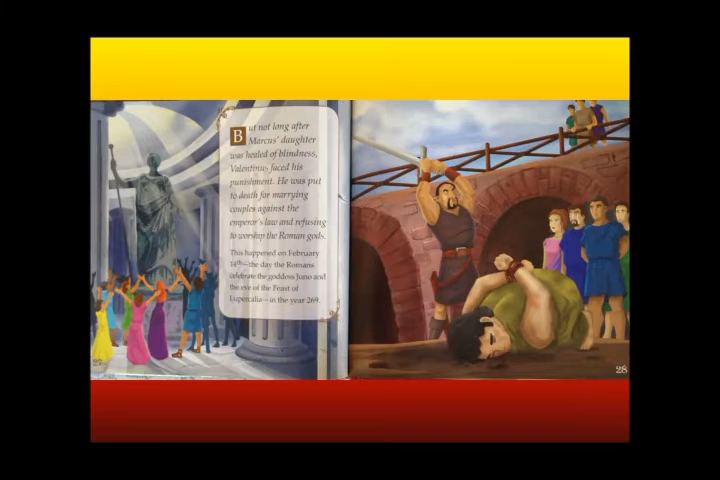 But not long after
Marcus' daughter
was healed of blindness,
Valentinus faced his
punishment. He was put
to death for marrying
couples against the
emperor's law and refusing
to worship the Roman gods.
This happened on February
14th—the day the Romans
celebrate the goddess Juno and
the eve of the Feast of
Lupercalia—in the year 269.
27
28